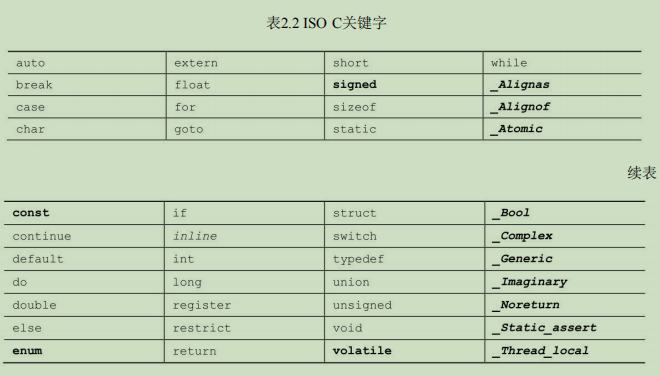 表2.2 ISO C关键字
auto extern short while
break float signed _Alignas
case for sizeof _Alignof
char goto static _Atomic
续表
const if struct _Bool
continue inline switch _Complex
default int typedef _Generic
do long union _Imaginary
double register unsigned _Noreturn
else restrict void _Static_assert
enum return volatile _Thread_local